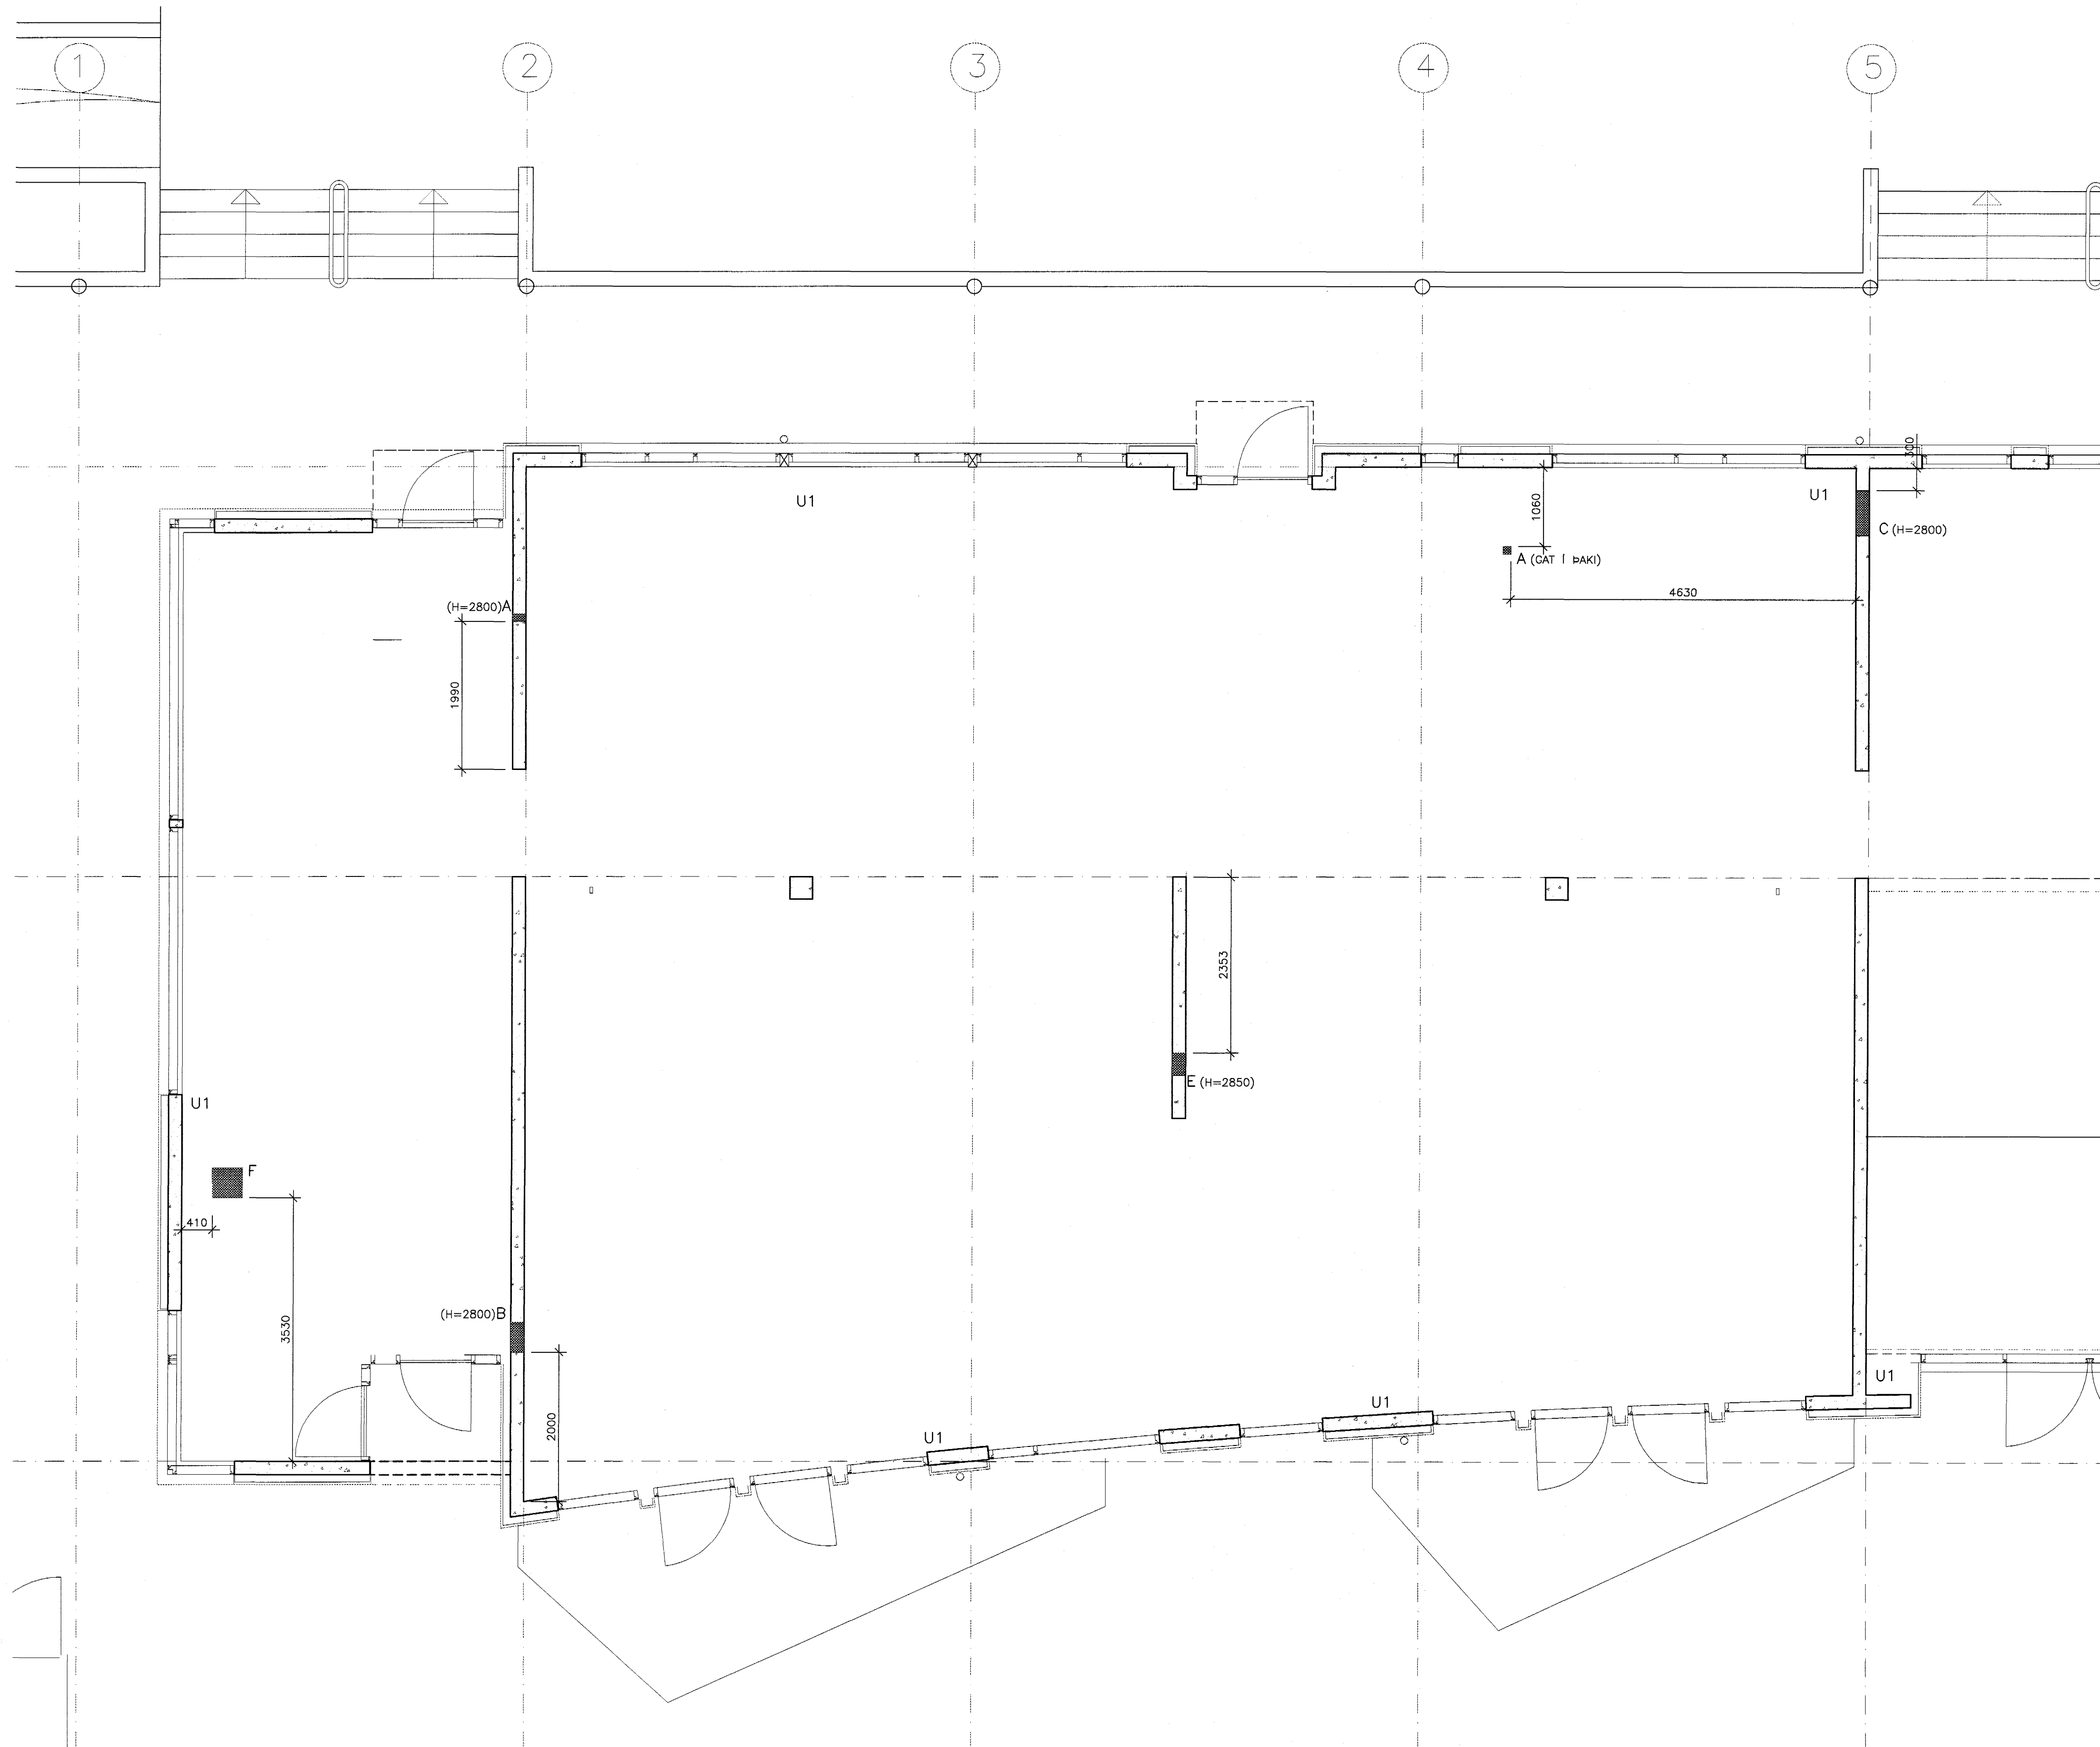 1
2
3
4
5
300
U1
U1
1060
C (H=2800)
A (GAT Í ÞAKI)
4630
(H=2800)A
1990
2353
E (H=2850)
U1
F
410
(H=2800)B
3530
U1
U1
2000
U1